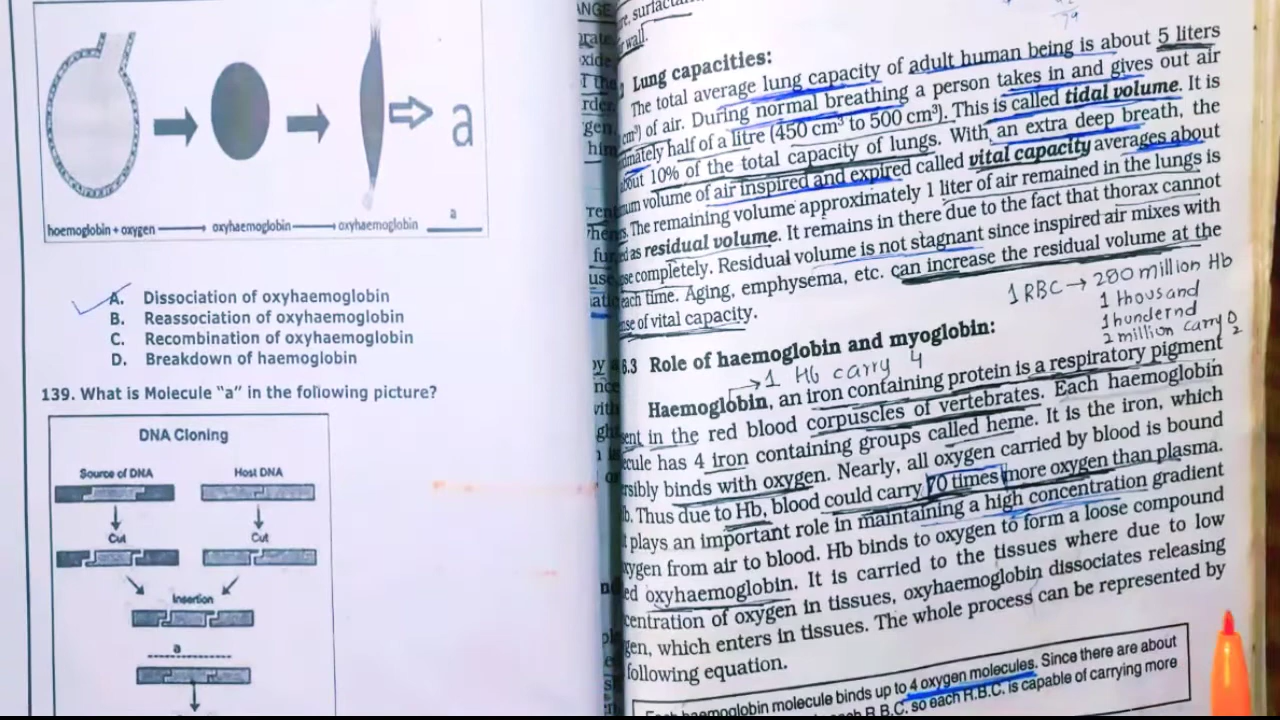 a
haemoglobin + oxygen oxyhaemoglobin oxyhaemoglobin a
A. Dissociation of oxyhaemoglobin
B. Reassociation of oxyhaemoglobin
C. Recombination of oxyhaemoglobin
D. Breakdown of haemoglobin
139. What is Molecule "a" in the following picture?
DNA Cloning
Source of DNA Host DNA
Cut Cut
Insertion
a
ANGE
wall.
Lung capacities:
The total average lung capacity of adult human being is about 5 liters
cm³) of air. During normal breathing a person takes in and gives out air
half of a litre (450 cm³ to 500 cm³). This is called tidal volume. It is
about 10% of the total capacity of lungs. With an extra deep breath, the
volume of air inspired and expired called vital capacity averages about
The remaining volume approximately 1 liter of air remained in the lungs is
as residual volume. It remains in there due to the fact that thorax cannot
completely. Residual volume is not stagnant since inspired air mixes with
each time. Aging, emphysema, etc. can increase the residual volume at the
of vital capacity.
1 RBC → 280 million Hb
1 thousand
1 hundernd
2 million carry O2
6.3 Role of haemoglobin and myoglobin:
1 Hb carry 4
Haemoglobin, an iron containing protein is a respiratory pigment
in the red blood corpuscles of vertebrates. Each haemoglobin
has 4 iron containing groups called heme. It is the iron, which
binds with oxygen. Nearly, all oxygen carried by blood is bound
Thus due to Hb, blood could carry 70 times more oxygen than plasma.
plays an important role in maintaining a high concentration gradient
from air to blood. Hb binds to oxygen to form a loose compound
oxyhaemoglobin. It is carried to the tissues where due to low
of oxygen in tissues, oxyhaemoglobin dissociates releasing
which enters in tissues. The whole process can be represented by
following equation.
haemoglobin molecule binds up to 4 oxygen molecules. Since there are about
R.B.C. so each R.B.C. is capable of carrying more